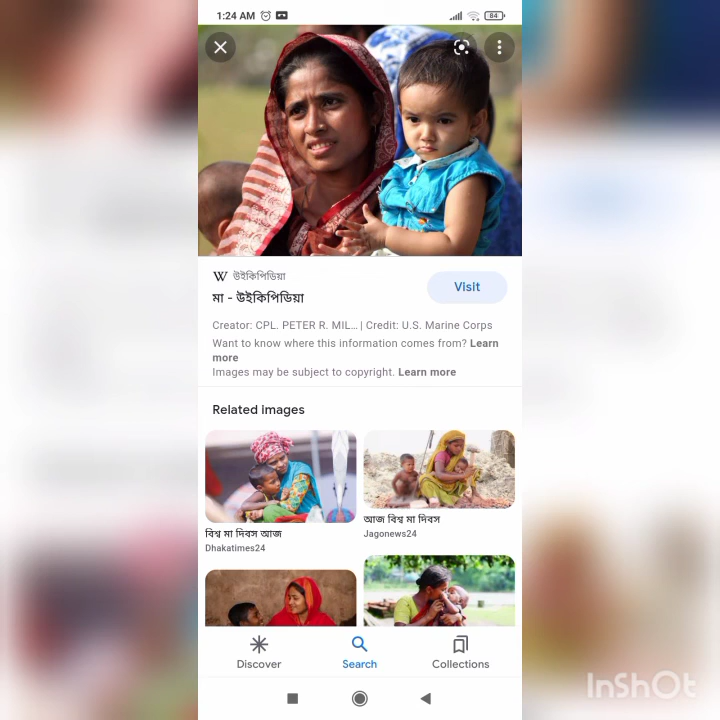 1:24 AM
84
W উইকিপিডিয়া
মা - উইকিপিডিয়া
Visit
Creator: CPL. PETER R. MIL... | Credit: U.S. Marine Corps
Want to know where this information comes from? Learn
more
Images may be subject to copyright. Learn more
Related images
বিশ্ব মা দিবস আজ
Dhakatimes24
আজ বিশ্ব মা দিবস
Jagonews24
Discover
Search
Collections
InShOt